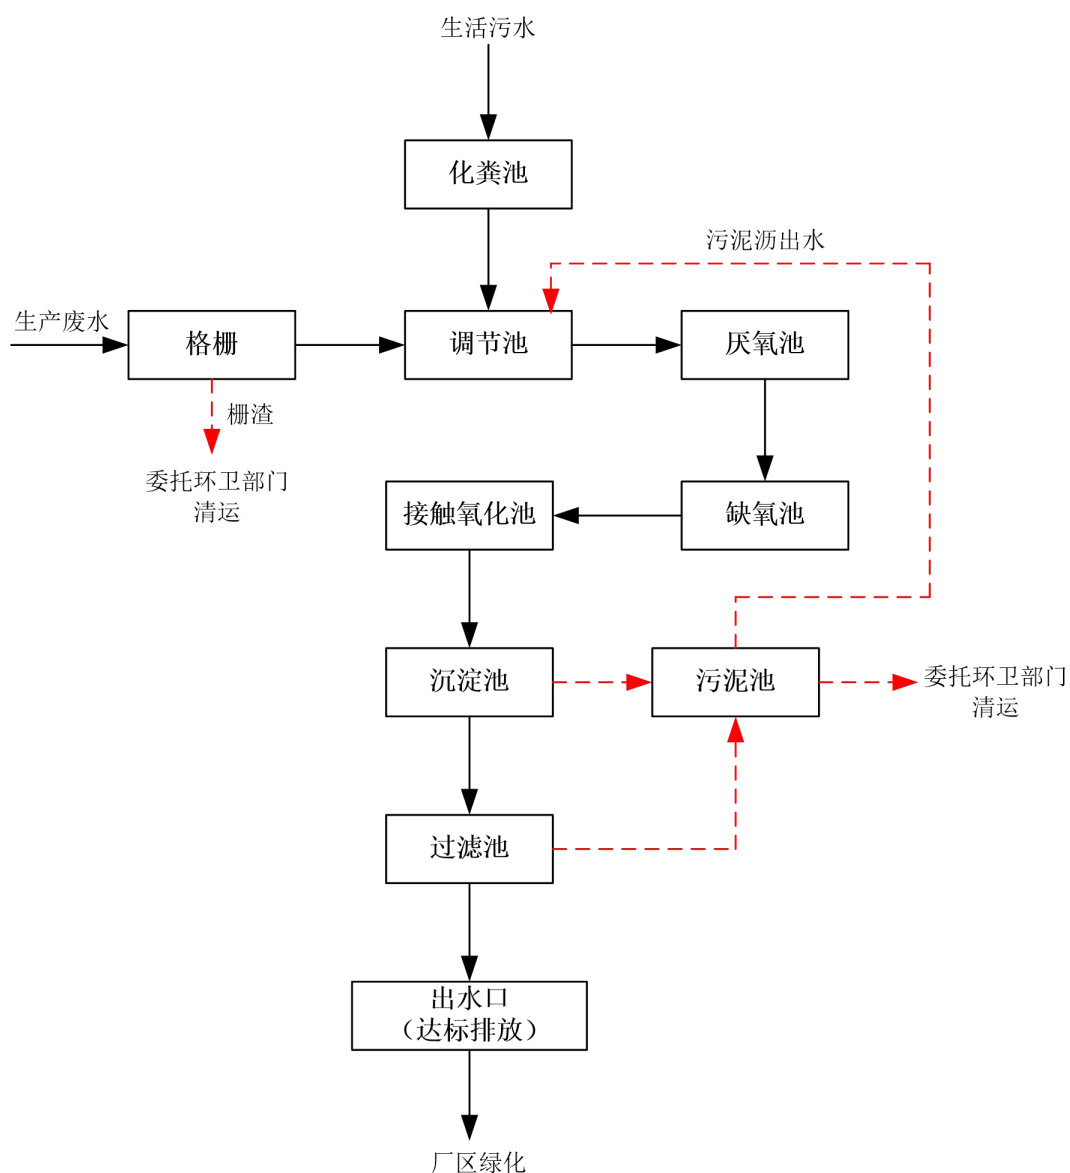 生活污水
化粪池
污泥沥出水
生产废水
格栅
调节池
厌氧池
栅渣
委托环卫部门
清运
接触氧化池
缺氧池
沉淀池
污泥池
委托环卫部门
清运
过滤池
出水口
（达标排放）
厂区绿化